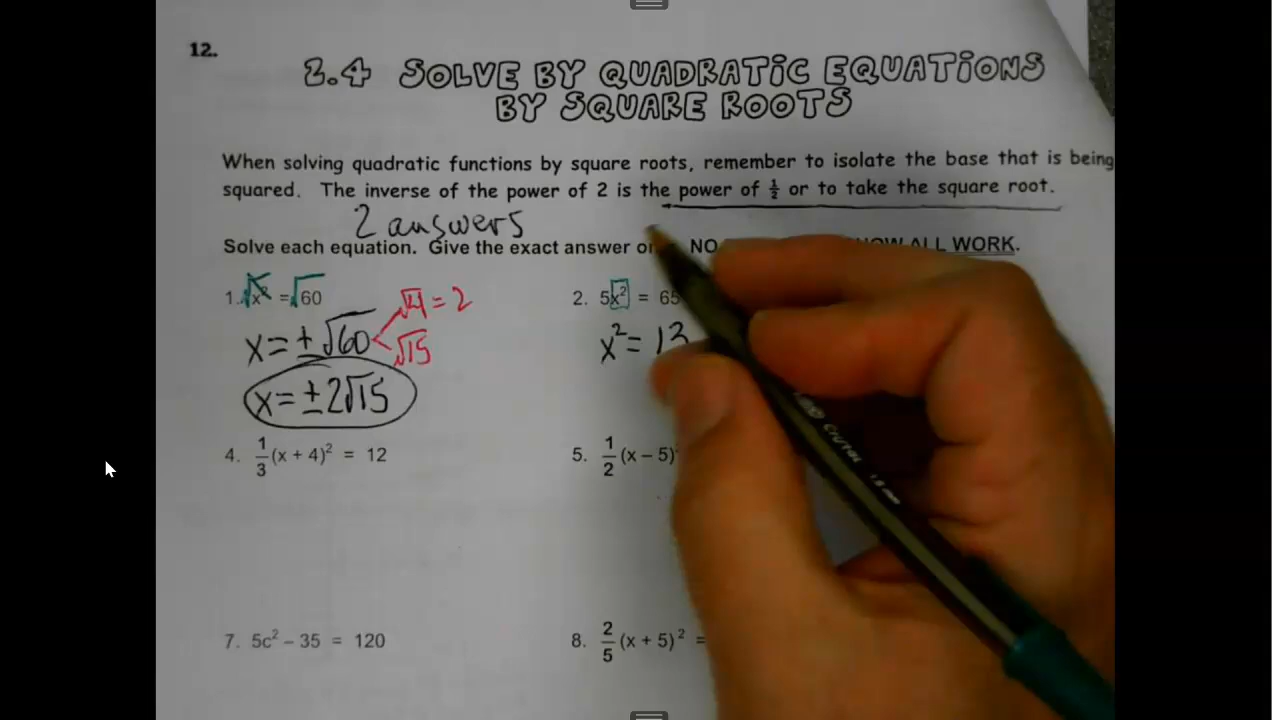 12.
2.4 SOLVE BY QUADRATIC EQUATIONS
BY SQUARE ROOTS
When solving quadratic functions by square roots, remember to isolate the base that is being
squared. The inverse of the power of 2 is the power of ½ or to take the square root.
2 answers
Solve each equation. Give the exact answer NO ALL WORK.
1. √x² = √60
√4 = 2
x = ± √60
√15
x = ± 2√15
2. 5x² = 65
x² = 13
4. 1/3 (x + 4)² = 12
5. 1/2 (x – 5)
7. 5c² – 35 = 120
8. 2/5 (x + 5)² =